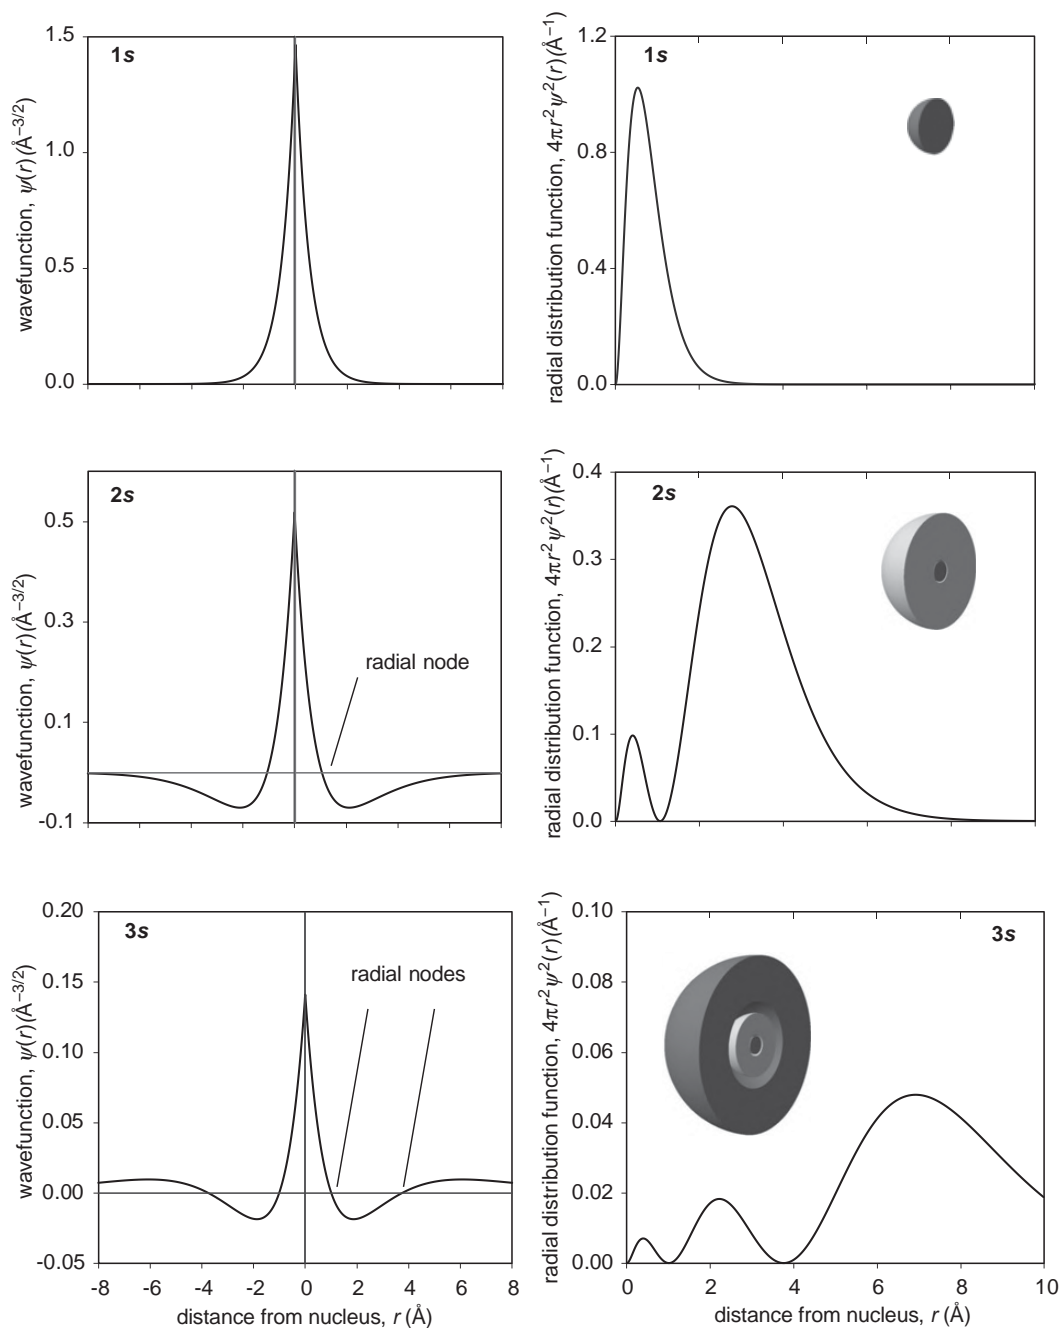 1s
1.5
1.0
0.5
0.0
wavefunction, ψ(r)(Å−3/2)
1s
1.2
0.8
0.4
0.0
radial distribution function, 4πr2ψ2(r)(Å−1)
2s
0.5
0.3
0.1
-0.1
wavefunction, ψ(r)(Å−3/2)
radial node
2s
0.4
0.3
0.2
0.1
0.0
radial distribution function, 4πr2ψ2(r)(Å−1)
3s
0.20
0.15
0.10
0.05
0.00
-0.05
wavefunction, ψ(r)(Å−3/2)
radial nodes
-8 -6 -4 -2 0 2 4 6 8
distance from nucleus, r (Å)
3s
0.10
0.08
0.06
0.04
0.02
0.00
radial distribution function, 4πr2ψ2(r)(Å−1)
0 2 4 6 8 10
distance from nucleus, r (Å)